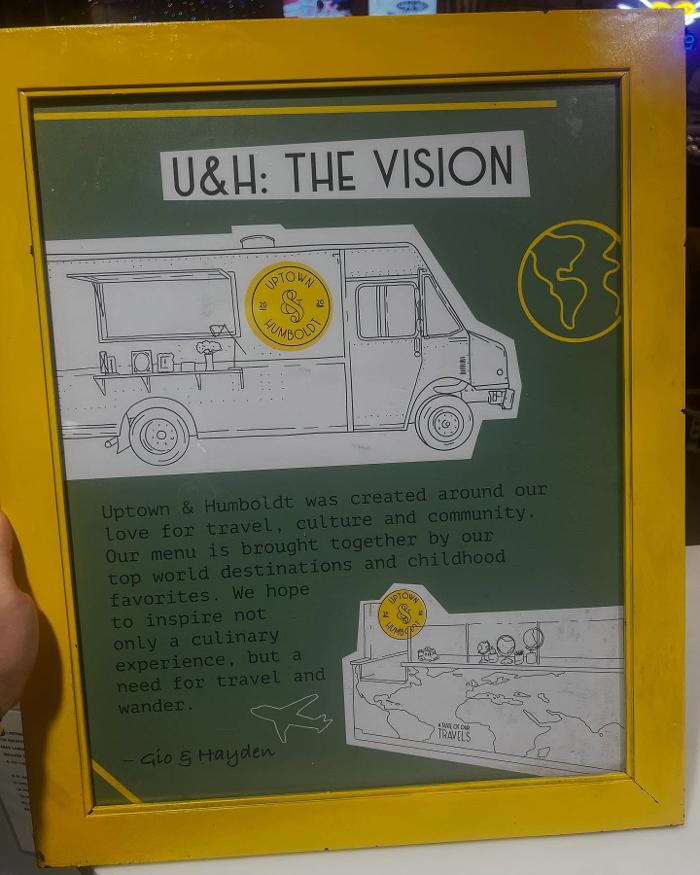 U&H: THE VISION
UPTOWN
20 & 20
HUMBOLDT
Uptown & Humboldt was created around our
love for travel, culture and community.
Our menu is brought together by our
top world destinations and childhood
favorites. We hope
to inspire not
only a culinary
experience, but a
need for travel and
wander.
– Gio & Hayden
UPTOWN
&
HUMBOLDT
A TASTE OF OUR
TRAVELS